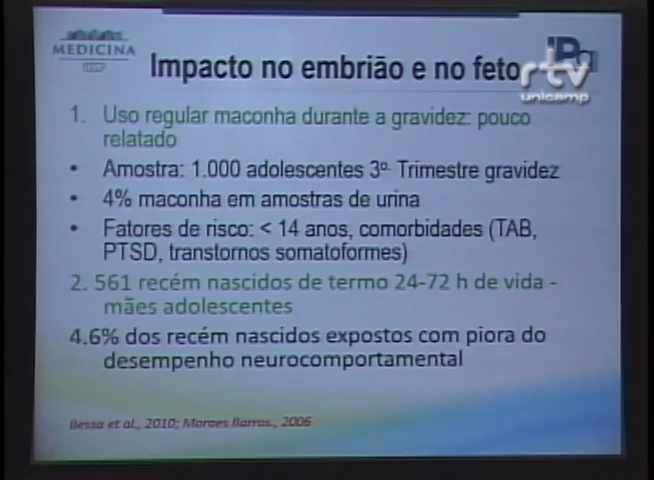 MEDICINA
USP
Impacto no embrião e no feto
rtv
unicamp
1. Uso regular maconha durante a gravidez: pouco
relatado
• Amostra: 1.000 adolescentes 3º Trimestre gravidez
• 4% maconha em amostras de urina
• Fatores de risco: < 14 anos, comorbidades (TAB,
PTSD, transtornos somatoformes)
2. 561 recém nascidos de termo 24-72 h de vida -
mães adolescentes
4.6% dos recém nascidos expostos com piora do
desempenho neurocomportamental
Bessa et al., 2010; Moraes Barros., 2006